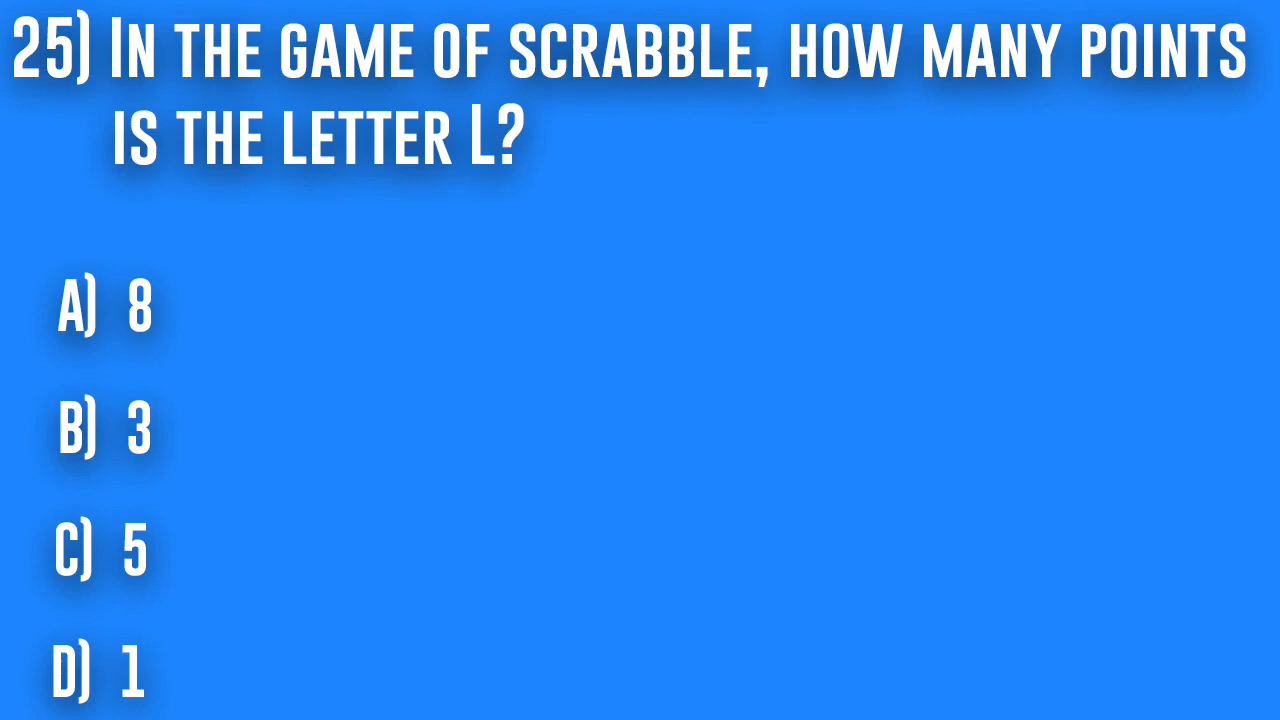 25) In the game of scrabble, how many points
is the letter L?
A) 8
B) 3
C) 5
D) 1